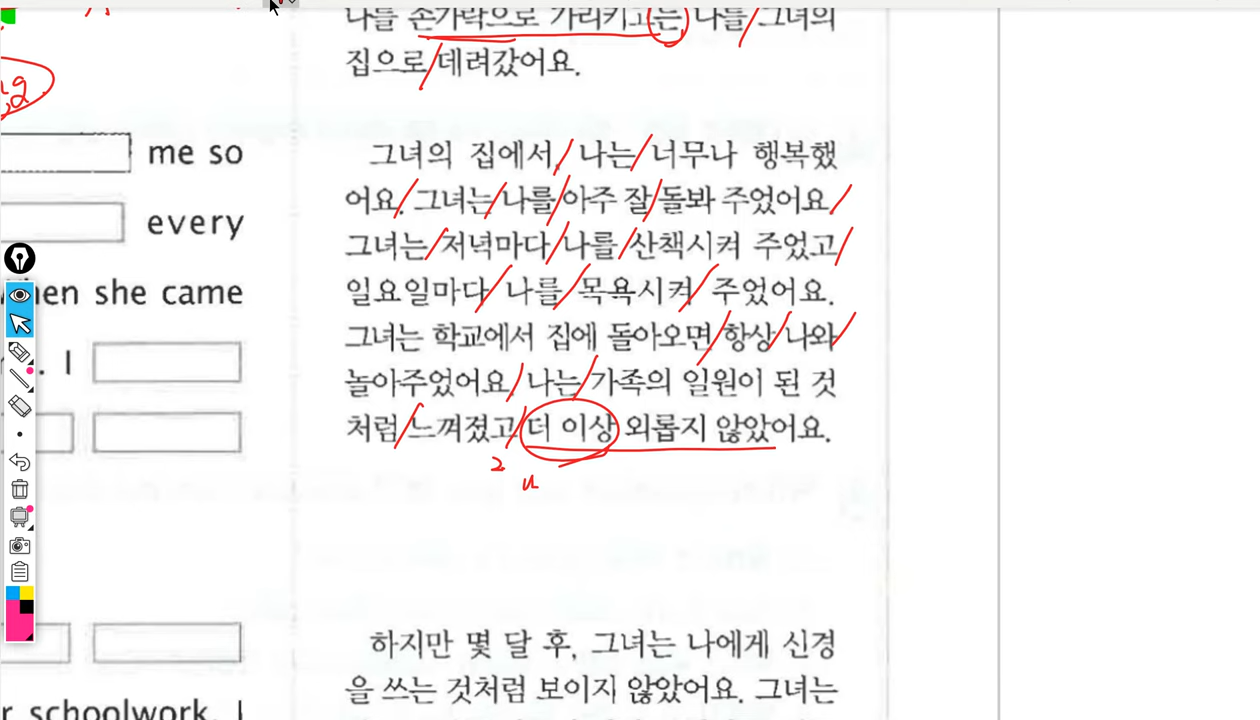 나를 손가락으로 가리키고는 나를 그녀의
집으로 데려갔어요.
me so
every
hen she came
. I
r schoolwork. I
그녀의 집에서, 나는 너무나 행복했
어요. 그녀는 나를 아주 잘 돌봐 주었어요.
그녀는 저녁마다 나를 산책시켜 주었고
일요일마다 나를 목욕시켜 주었어요.
그녀는 학교에서 집에 돌아오면 항상 나와
놀아주었어요. 나는 가족의 일원이 된 것
처럼 느껴졌고 더 이상 외롭지 않았어요.
2
하지만 몇 달 후, 그녀는 나에게 신경
을 쓰는 것처럼 보이지 않았어요. 그녀는